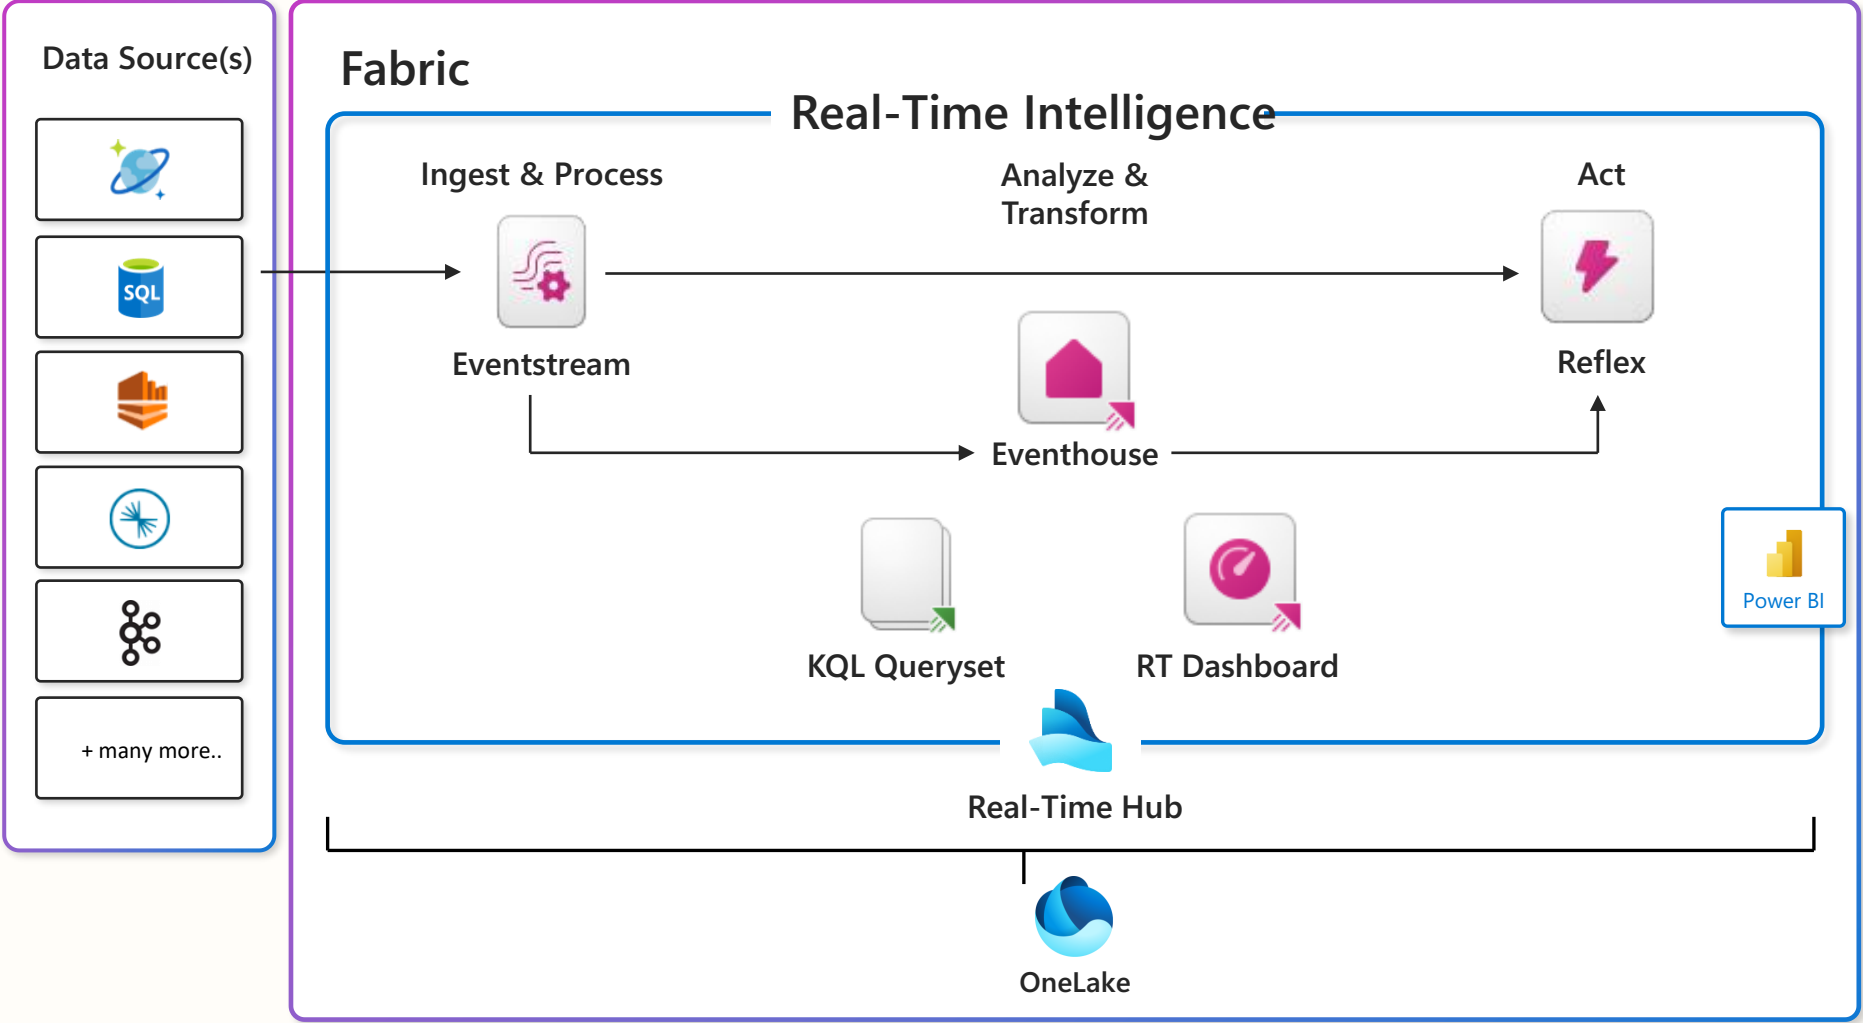 Data Source(s)
SQL
+ many more..
Fabric
Real-Time Intelligence
Ingest & Process
Analyze &
Transform
Act
Eventstream
Reflex
Eventhouse
Power BI
KQL Queryset
RT Dashboard
Real-Time Hub
OneLake